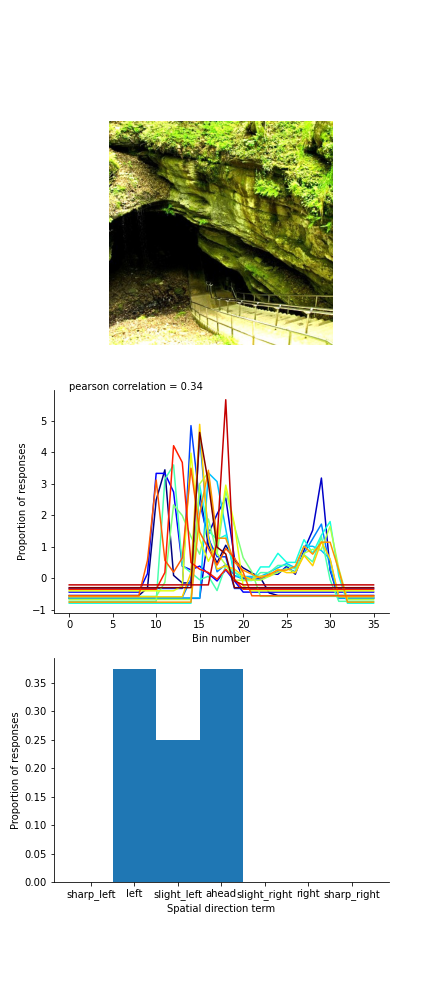 pearson correlation = 0.34
Proportion of responses
5
4
3
2
1
0
−1
0 5 10 15 20 25 30 35
Bin number
Proportion of responses
0.35
0.30
0.25
0.20
0.15
0.10
0.05
0.00
sharp_left left slight_left ahead slight_right right sharp_right
Spatial direction term